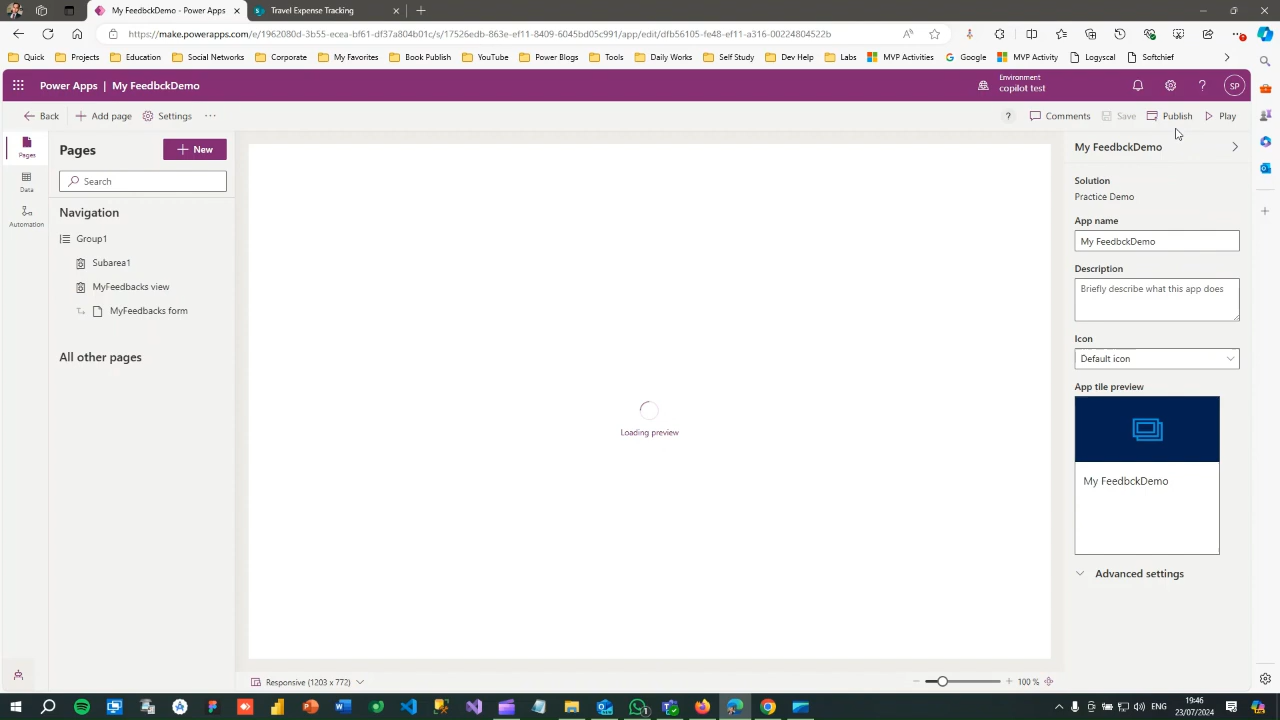 My FeedbckDemo - Power Apps
Travel Expense Tracking
https://make.powerapps.com/e/1962080d-3b55-ecea-bf61-df37a804b01c/s/17526edb-863e-ef11-8409-6045bd05c991/app/edit/dfb56105-fe48-ef11-a316-00224804522b
Quick
Projects
Education
Social Networks
Corporate
My Favorites
Book Publish
YouTube
Power Blogs
Tools
Daily Works
Self Study
Dev Help
Labs
MVP Activities
Google
MVP Activity
Logyscal
Softchief
Power Apps | My FeedbckDemo
Environment
copilot test
SP
Back
Add page
Settings
Comments
Save
Publish
Play
Pages
Data
Automation
Pages
New
Search
Navigation
Group1
Subarea1
MyFeedbacks view
MyFeedbacks form
All other pages
Loading preview
Responsive (1203 x 772)
100 %
My FeedbckDemo
Solution
Practice Demo
App name
My FeedbckDemo
Description
Briefly describe what this app does
Icon
Default icon
App tile preview
My FeedbckDemo
Advanced settings
ENG
19:46
23/07/2024